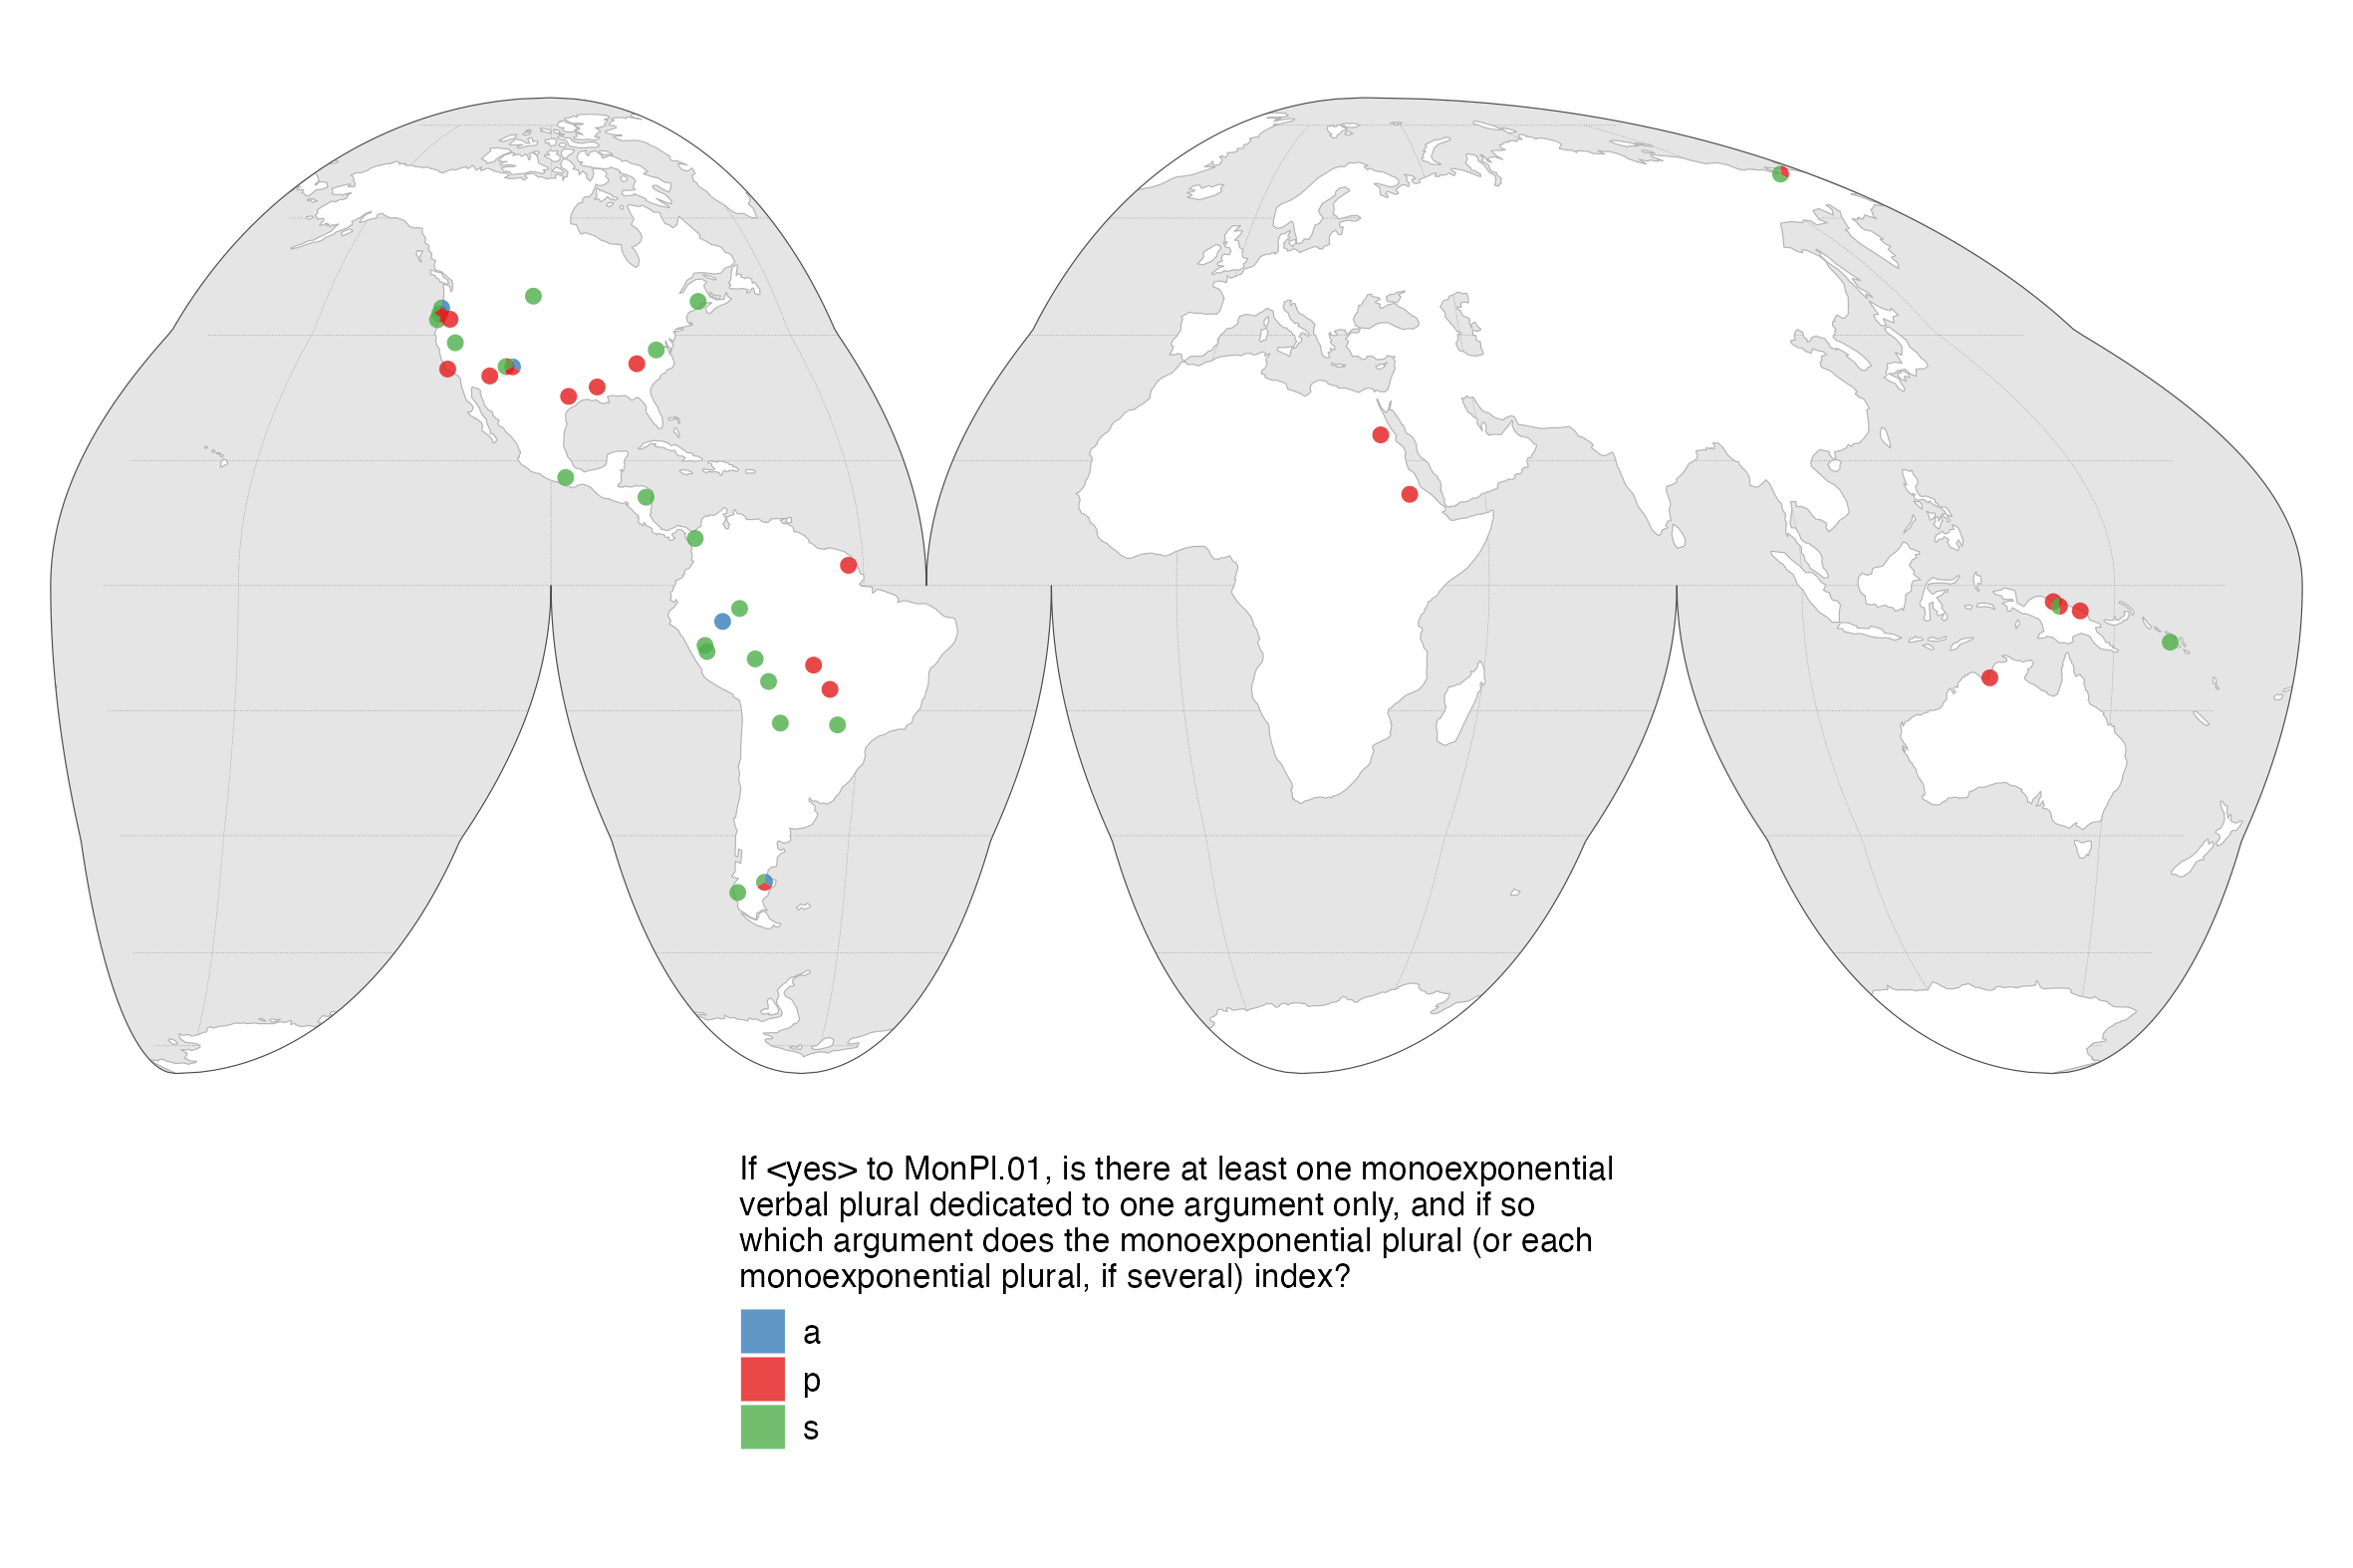 If <yes> to MonPl.01, is there at least one monoexponential
verbal plural dedicated to one argument only, and if so
which argument does the monoexponential plural (or each
monoexponential plural, if several) index?
a
p
s